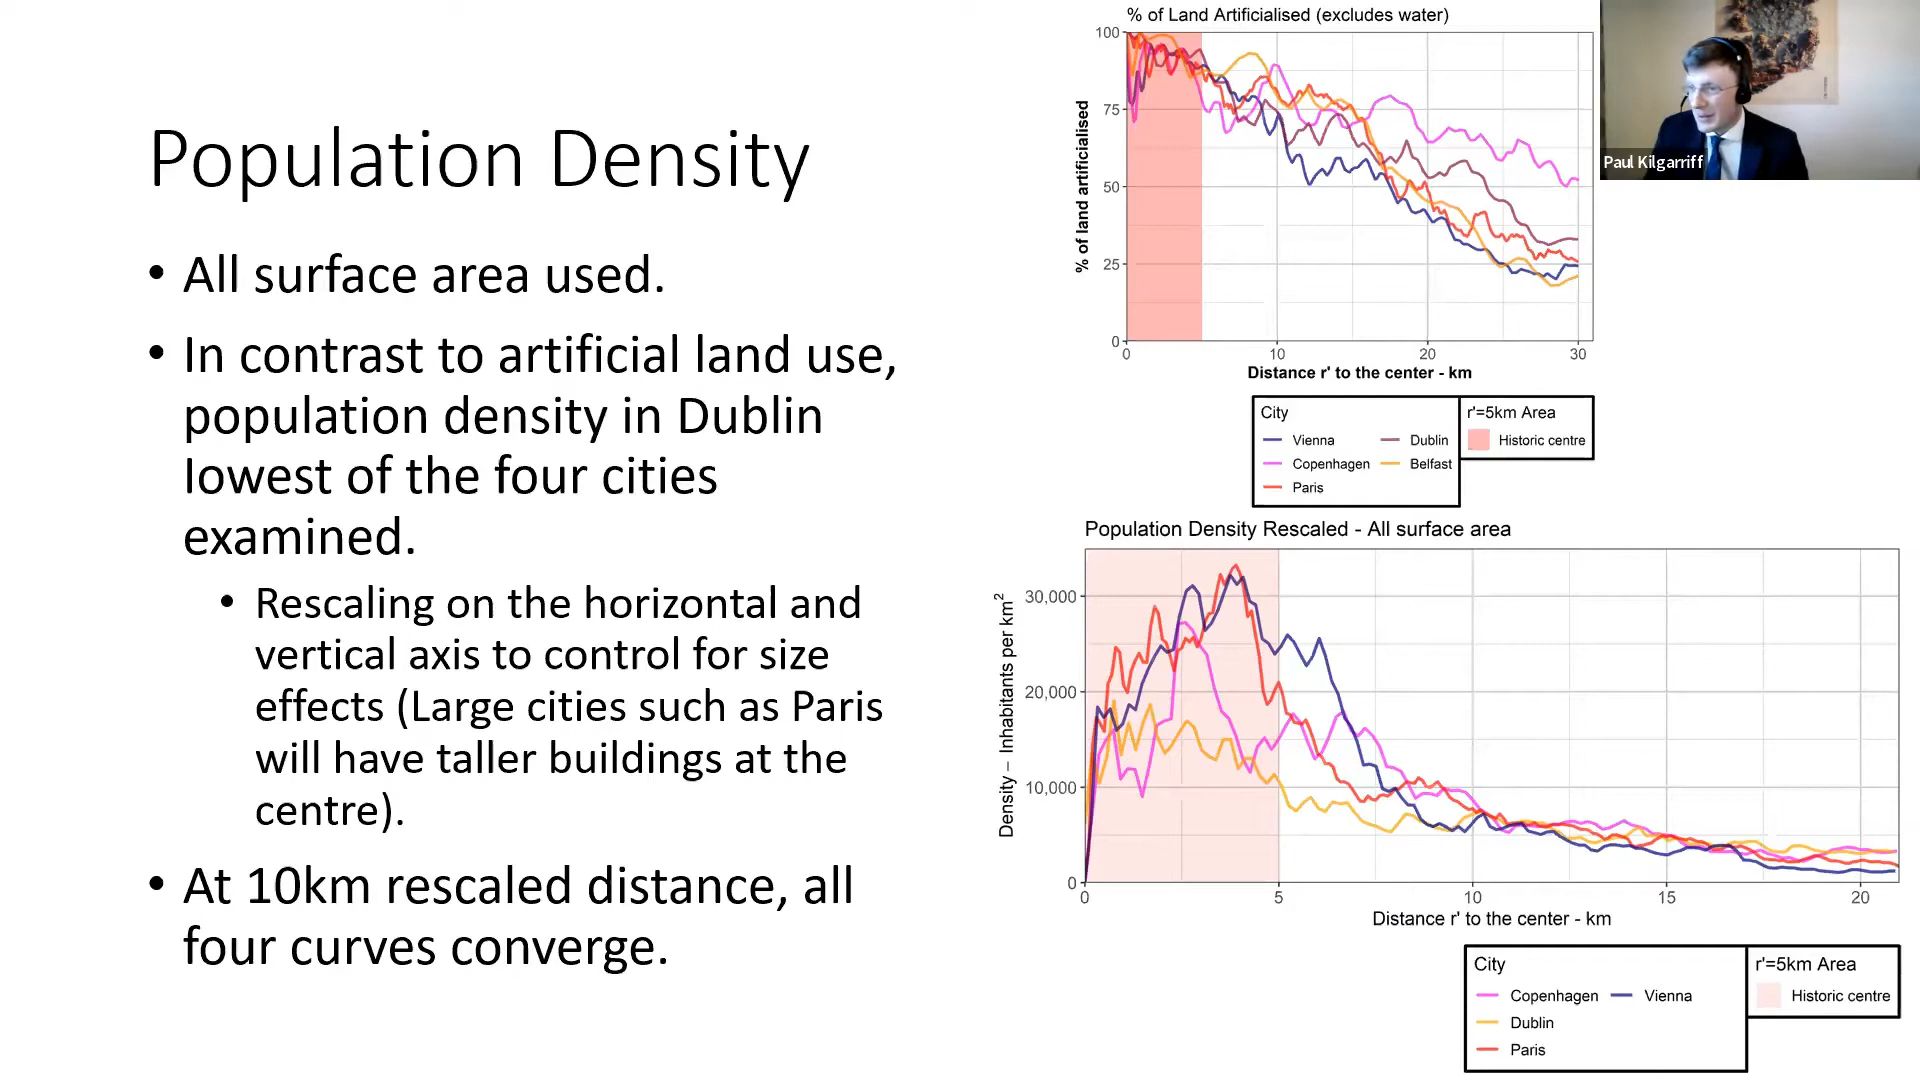 Population Density
• All surface area used.
• In contrast to artificial land use,
population density in Dublin
lowest of the four cities
examined.
• Rescaling on the horizontal and
vertical axis to control for size
effects (Large cities such as Paris
will have taller buildings at the
centre).
• At 10km rescaled distance, all
four curves converge.
% of Land Artificialised (excludes water)
% of land artificialised
100
75
50
25
0
0 10 20 30
Distance r' to the center - km
City
Vienna Dublin
Copenhagen Belfast
Paris
r'=5km Area
Historic centre
Paul Kilgarriff
Population Density Rescaled - All surface area
Density – Inhabitants per km²
30,000
20,000
10,000
0
0 5 10 15 20
Distance r' to the center - km
City
Copenhagen Vienna
Dublin
Paris
r'=5km Area
Historic centre